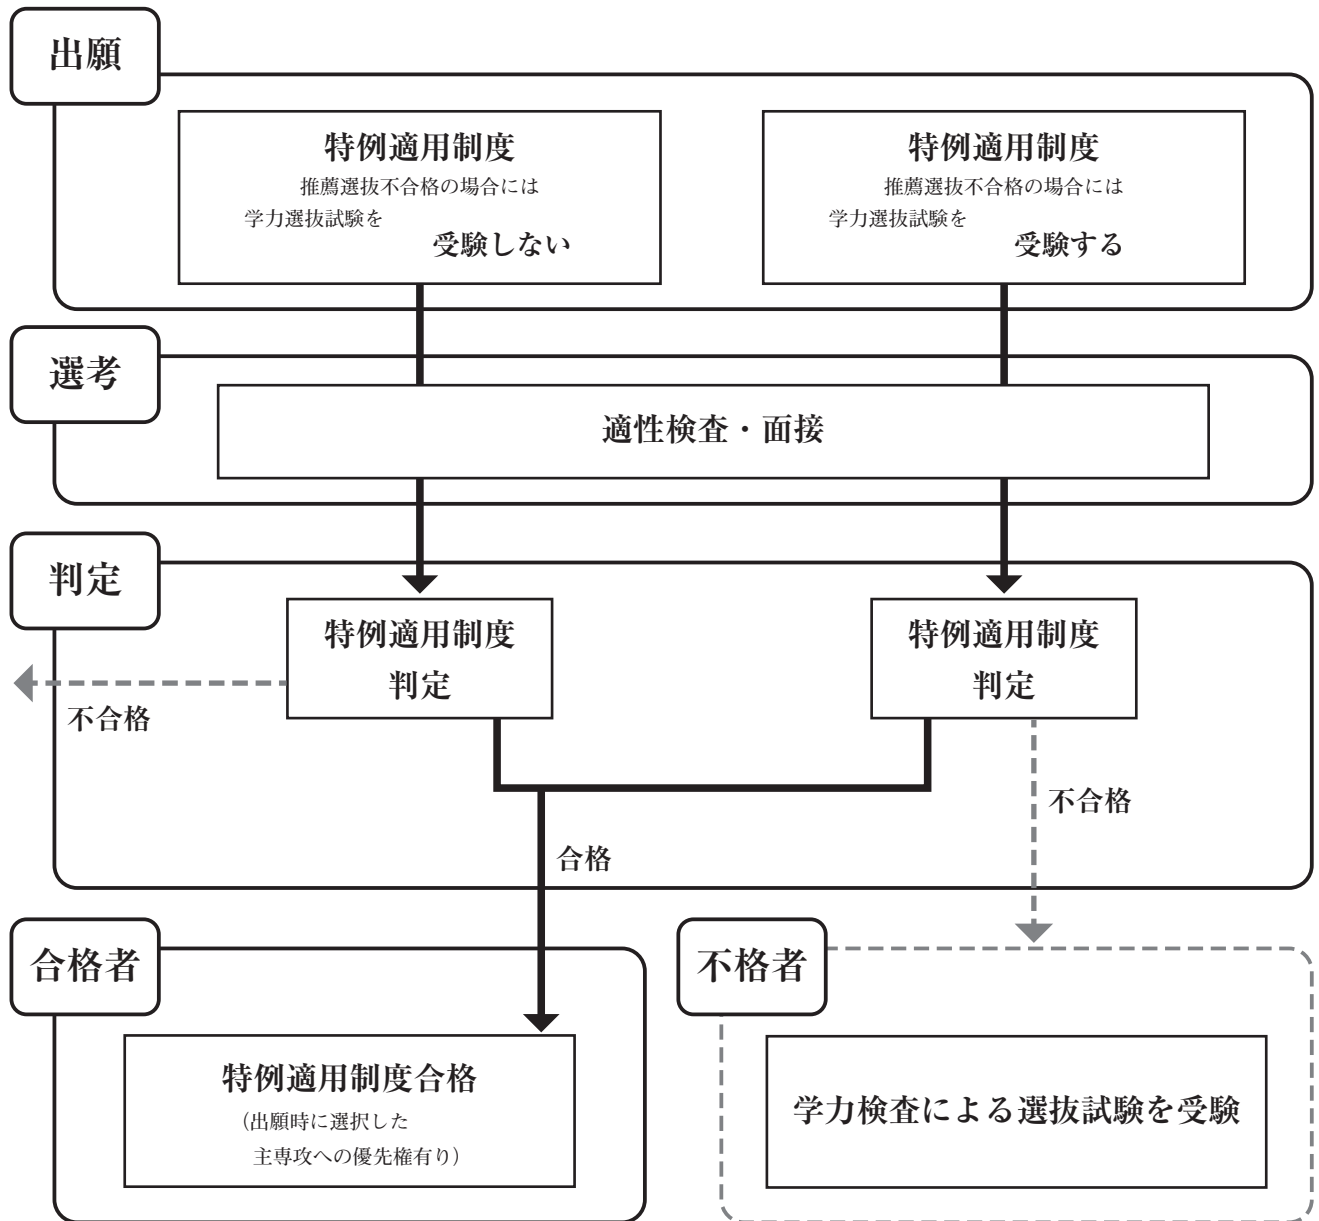 出願
特例適用制度
推薦選抜不合格の場合には
学力選抜試験を
受験しない
特例適用制度
推薦選抜不合格の場合には
学力選抜試験を
受験する
選考
適性検査・面接
判定
特例適用制度
判定
特例適用制度
判定
不合格
不合格
合格
合格者
特例適用制度合格
（出願時に選択した
主専攻への優先権有り）
不格者
学力検査による選抜試験を受験